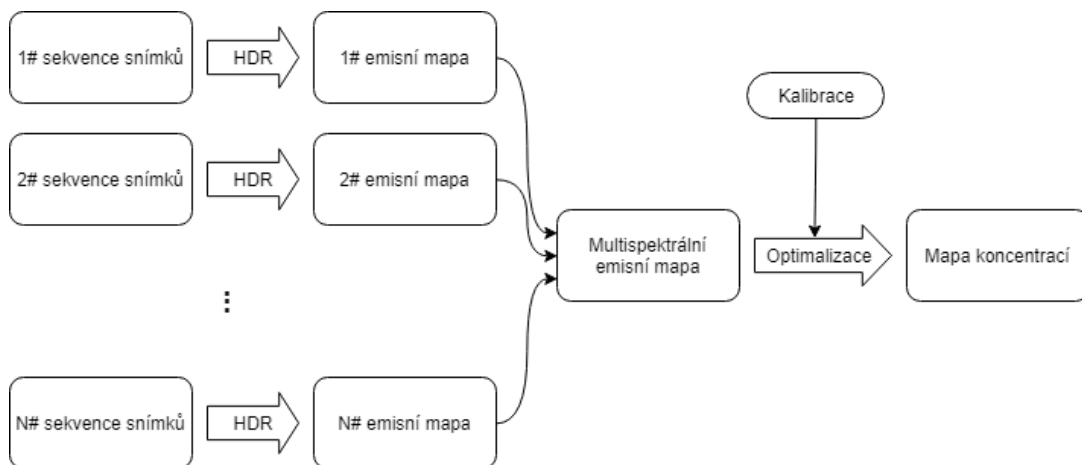 1# sekvence snímků
HDR
1# emisní mapa
Kalibrace
2# sekvence snímků
HDR
2# emisní mapa
Multispektrální
emisní mapa
Optimalizace
Mapa koncentrací
N# sekvence snímků
HDR
N# emisní mapa